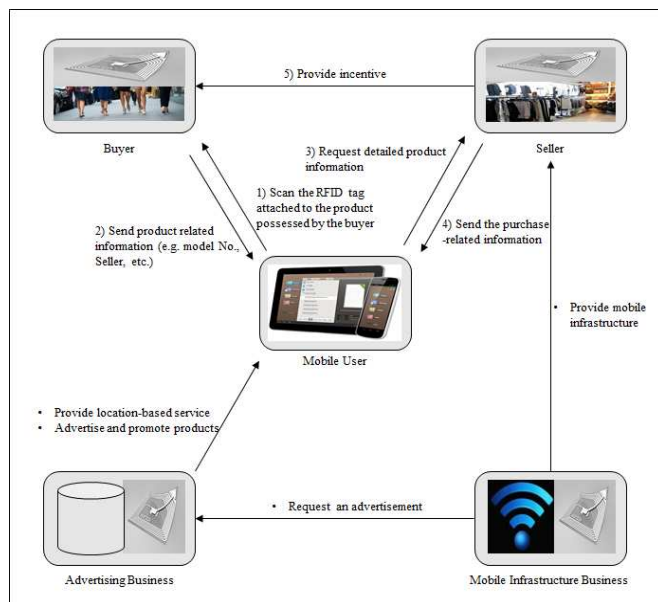 5) Provide incentive
Buyer
Seller
3) Request detailed product
information
1) Scan the RFID tag
attached to the product
possessed by the buyer
2) Send product related
information (e.g. model No.,
Seller, etc.)
4) Send the purchase
-related information
Mobile User
• Provide mobile
infrastructure
• Provide location-based service
• Advertise and promote products
• Request an advertisement
Advertising Business
Mobile Infrastructure Business